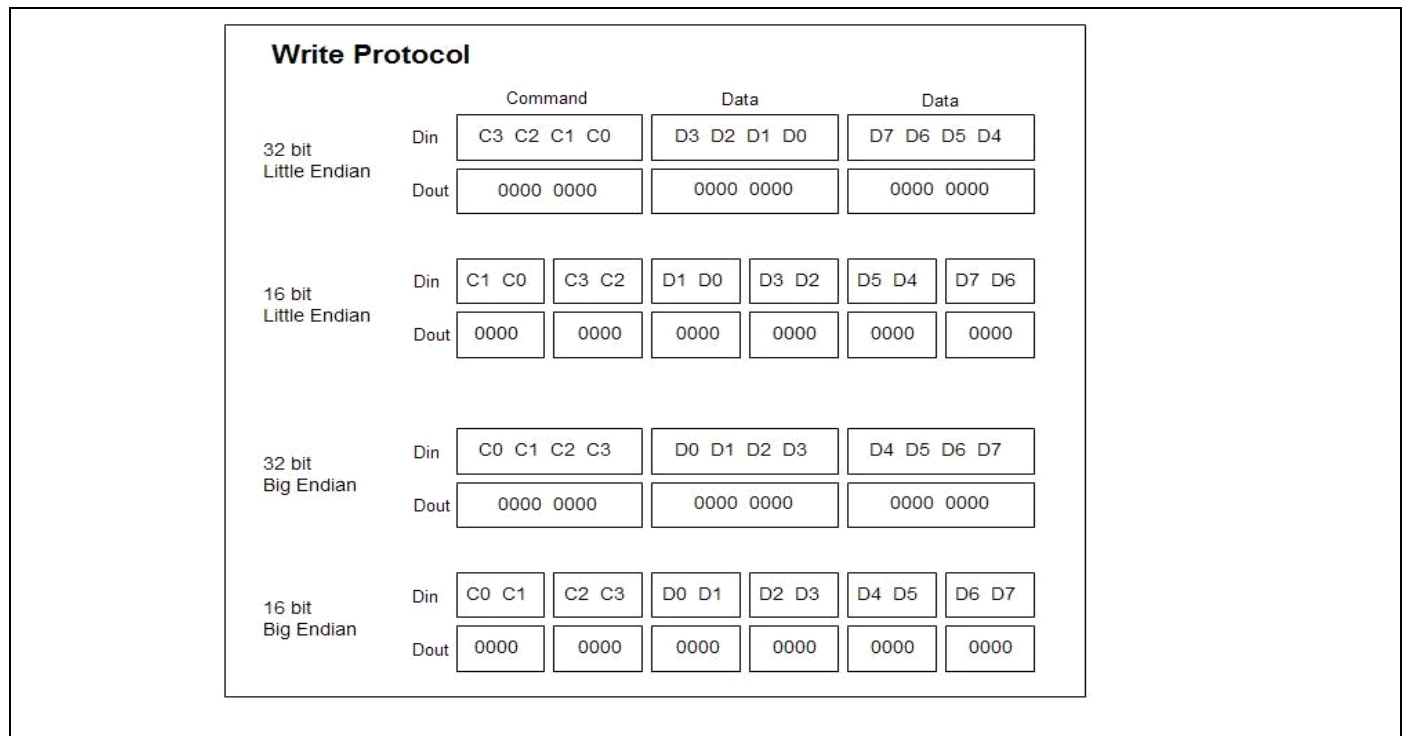 Write Protocol
Command Data Data
32 bit
Little Endian
Din C3 C2 C1 C0 D3 D2 D1 D0 D7 D6 D5 D4
Dout 0000 0000 0000 0000 0000 0000
16 bit
Little Endian
Din C1 C0 C3 C2 D1 D0 D3 D2 D5 D4 D7 D6
Dout 0000 0000 0000 0000 0000 0000
32 bit
Big Endian
Din C0 C1 C2 C3 D0 D1 D2 D3 D4 D5 D6 D7
Dout 0000 0000 0000 0000 0000 0000
16 bit
Big Endian
Din C0 C1 C2 C3 D0 D1 D2 D3 D4 D5 D6 D7
Dout 0000 0000 0000 0000 0000 0000